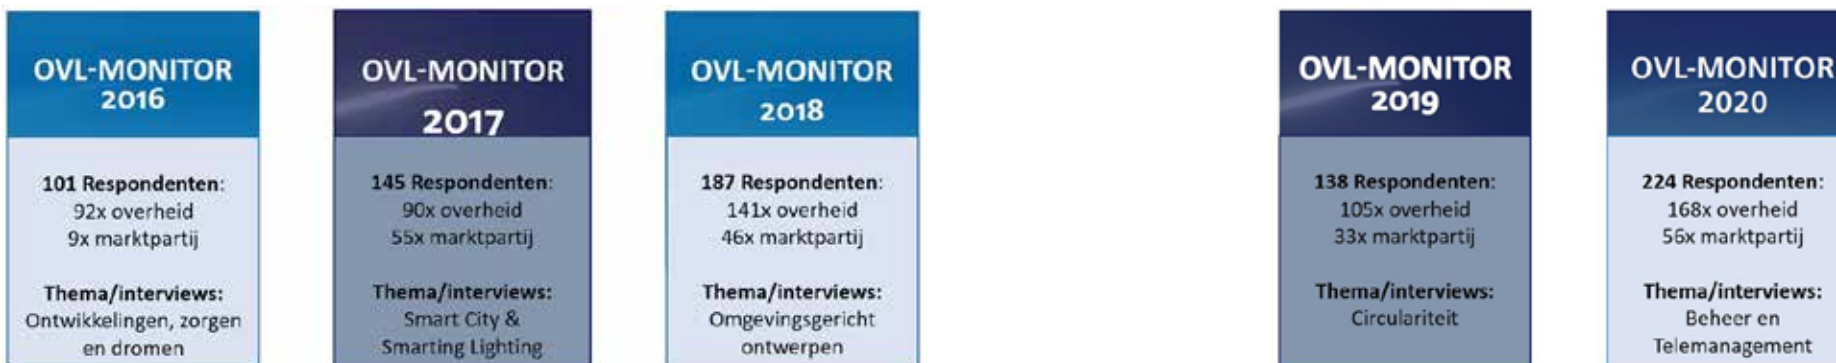 OVL-MONITOR
2016
101 Respondenten:
92x overheid
9x marktpartij
Thema/interviews:
Ontwikkelingen, zorgen
en dromen
OVL-MONITOR
2017
145 Respondenten:
90x overheid
55x marktpartij
Thema/interviews:
Smart City &
Smarting Lighting
OVL-MONITOR
2018
187 Respondenten:
141x overheid
46x marktpartij
Thema/interviews:
Omgevingsgericht
ontwerpen
OVL-MONITOR
2019
138 Respondenten:
105x overheid
33x marktpartij
Thema/interviews:
Circulariteit
OVL-MONITOR
2020
224 Respondenten:
168x overheid
56x marktpartij
Thema/interviews:
Beheer en
Telemanagement